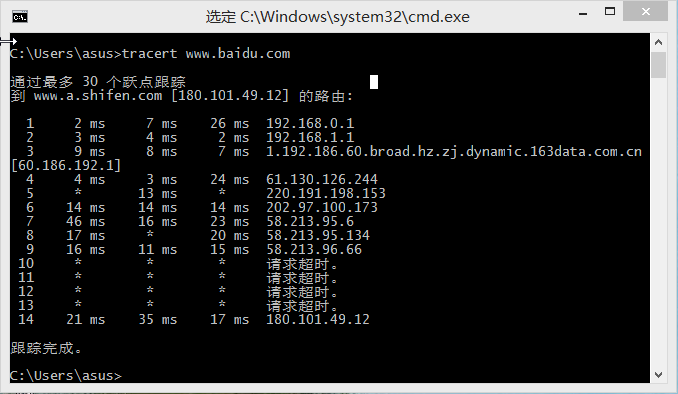 选定 C:\Windows\system32\cmd.exe
C:\Users\asus>tracert www.baidu.com
通过最多 30 个跃点跟踪
到 www.a.shifen.com [180.101.49.12] 的路由:
1 2 ms 7 ms 26 ms 192.168.0.1
2 3 ms 4 ms 2 ms 192.168.1.1
3 9 ms 8 ms 7 ms 1.192.186.60.broad.hz.zj.dynamic.163data.com.cn
[60.186.192.1]
4 4 ms 3 ms 24 ms 61.130.126.244
5 * 13 ms * 220.191.198.153
6 14 ms 14 ms 14 ms 202.97.100.173
7 46 ms 16 ms 23 ms 58.213.95.6
8 17 ms * 20 ms 58.213.95.134
9 16 ms 11 ms 15 ms 58.213.96.66
10 * * * 请求超时。
11 * * * 请求超时。
12 * * * 请求超时。
13 * * * 请求超时。
14 21 ms 35 ms 17 ms 180.101.49.12
跟踪完成。
C:\Users\asus>